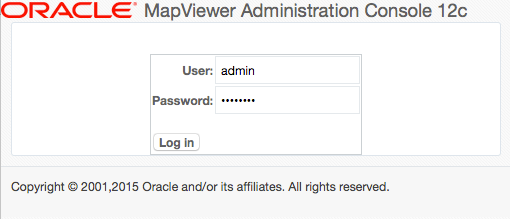 ORACLE® MapViewer Administration Console 12c
User: admin
Password: ••••••••
Log in
Copyright © 2001,2015 Oracle and/or its affiliates. All rights reserved.